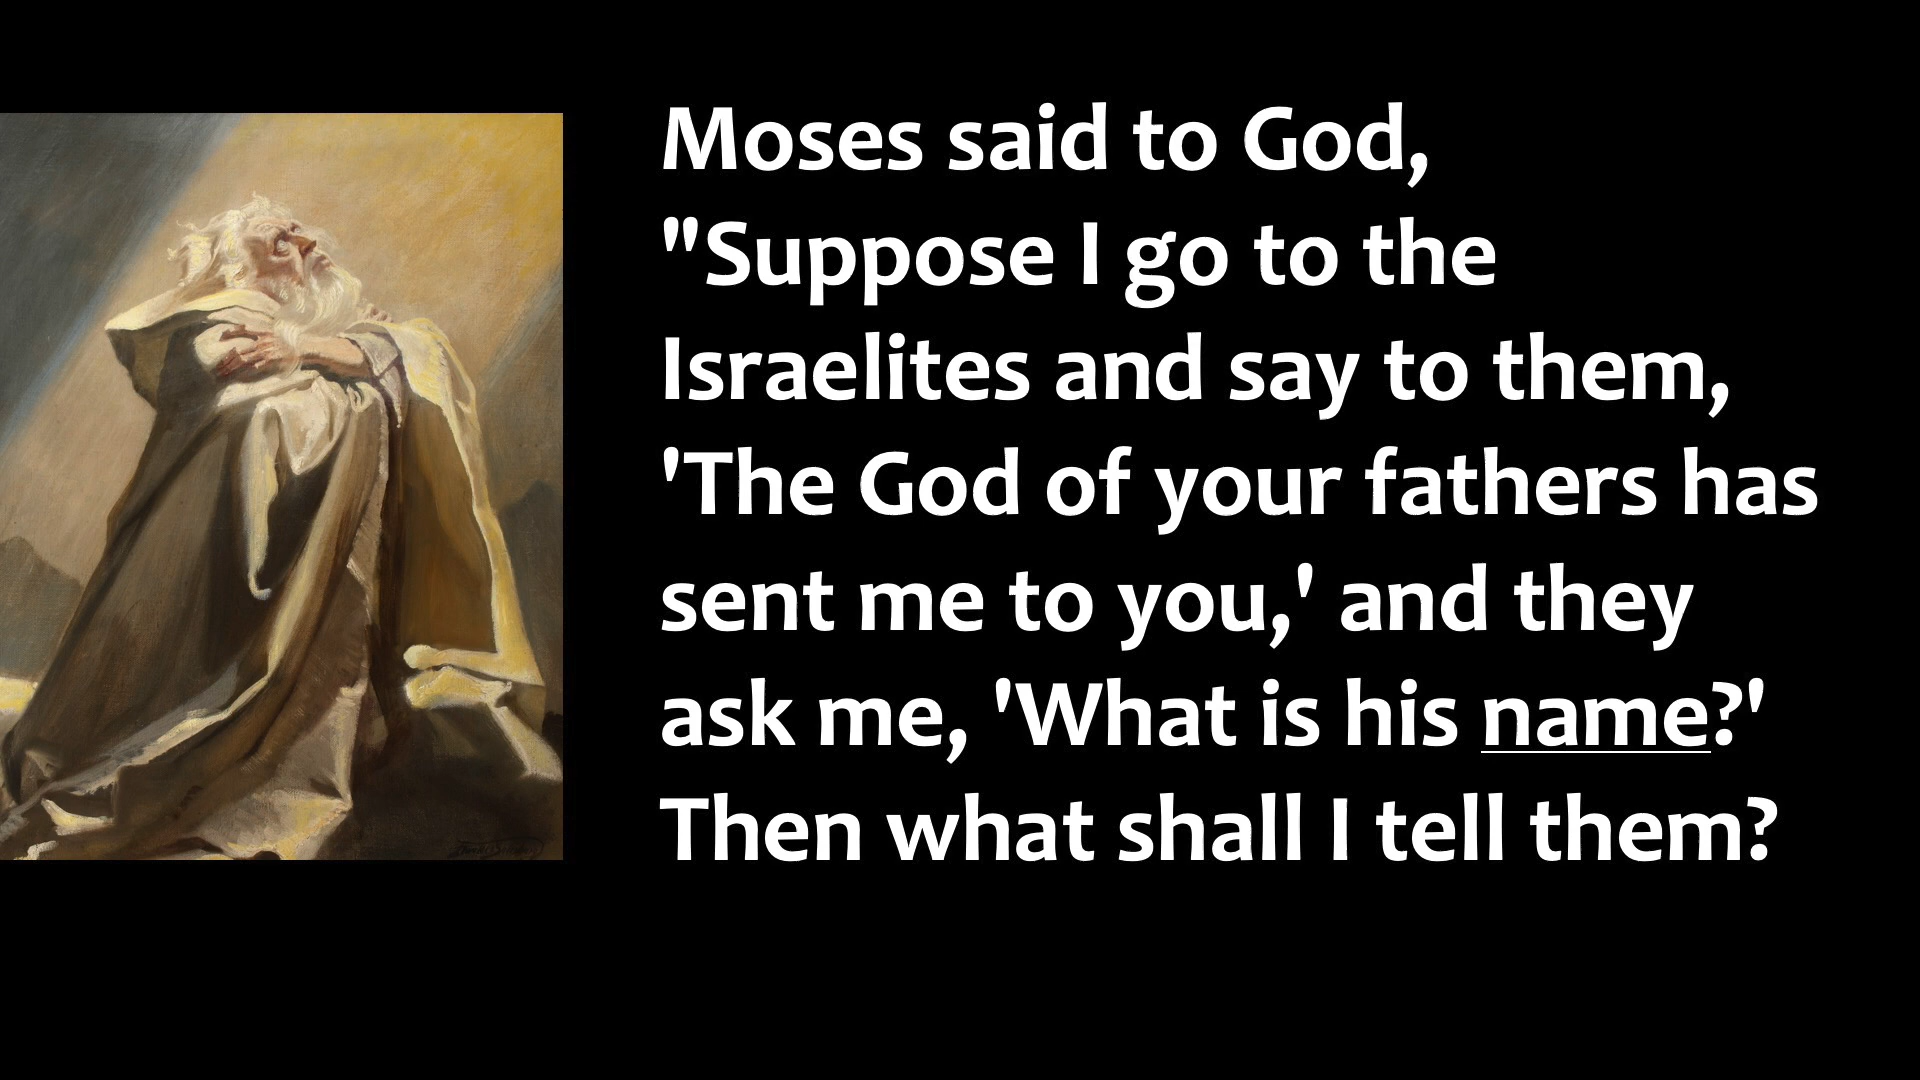 Moses said to God,
"Suppose I go to the
Israelites and say to them,
'The God of your fathers has
sent me to you,' and they
ask me, 'What is his name?'
Then what shall I tell them?